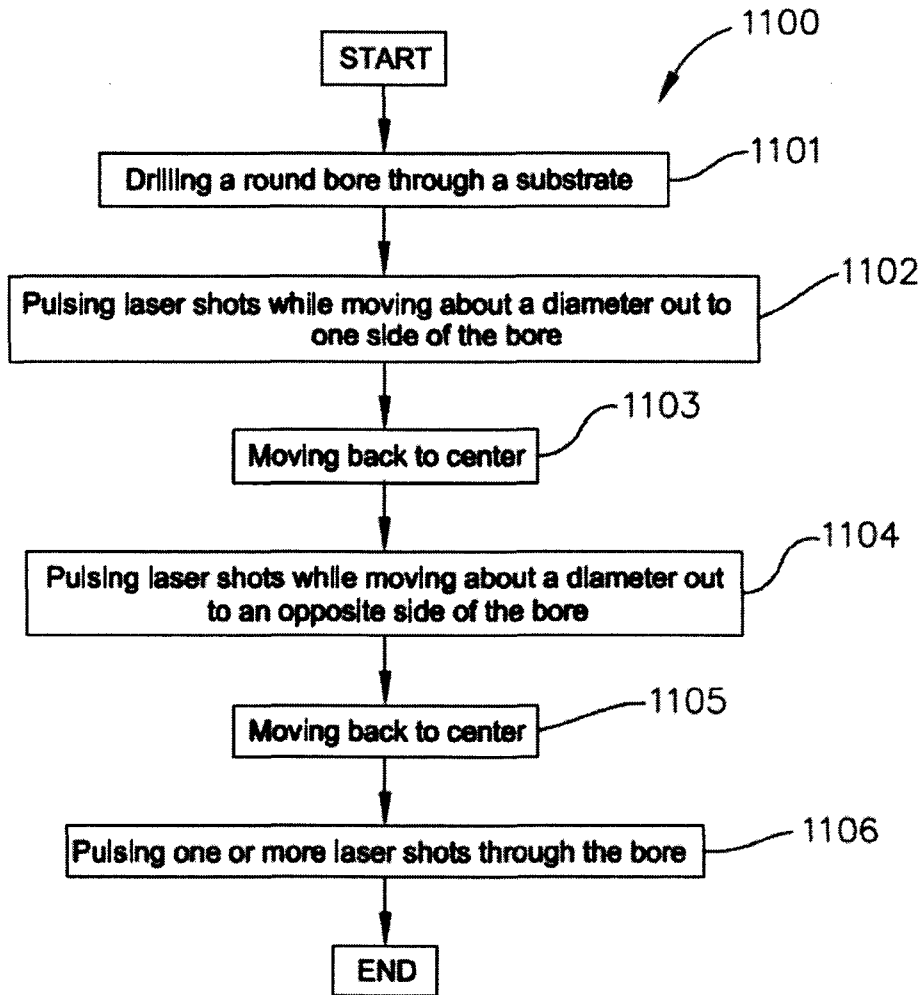 1100
START
1101
Drilling a round bore through a substrate
1102
Pulsing laser shots while moving about a diameter out to
one side of the bore
1103
Moving back to center
1104
Pulsing laser shots while moving about a diameter out
to an opposite side of the bore
1105
Moving back to center
1106
Pulsing one or more laser shots through the bore
END